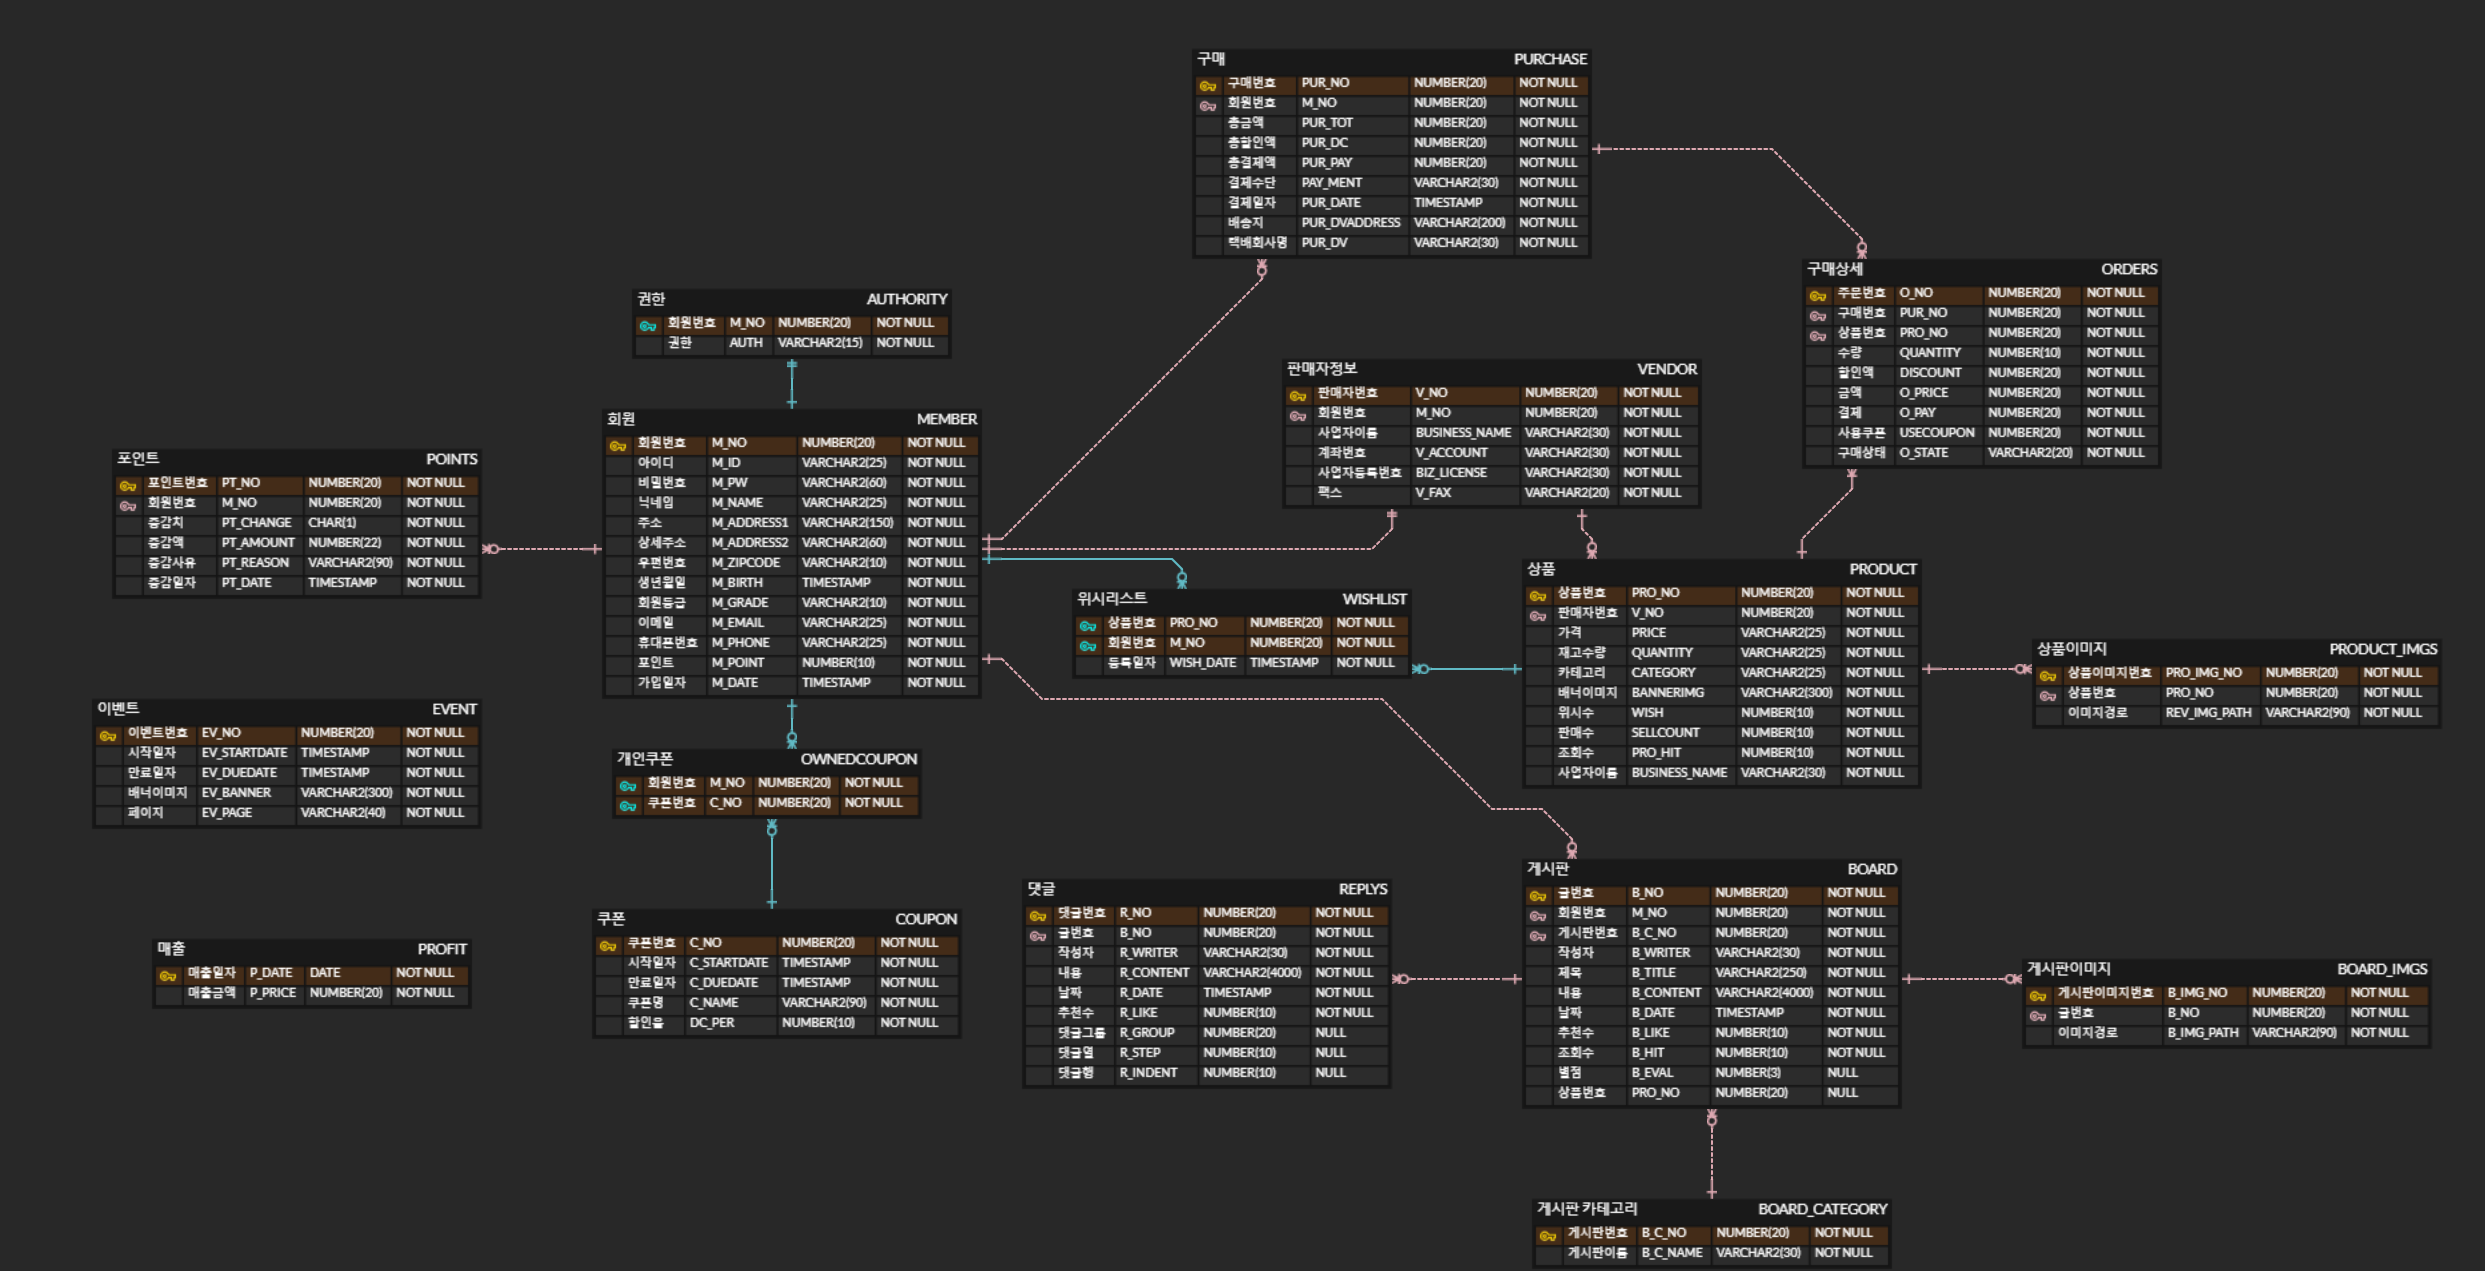 구매 PURCHASE
구매번호 PUR_NO NUMBER(20) NOT NULL
회원번호 M_NO NUMBER(20) NOT NULL
총금액 PUR_TOT NUMBER(20) NOT NULL
총할인액 PUR_DC NUMBER(20) NOT NULL
총결제액 PUR_PAY NUMBER(20) NOT NULL
결제수단 PAY_MENT VARCHAR2(30) NOT NULL
결제일자 PUR_DATE TIMESTAMP NOT NULL
배송지 PUR_DVADDRESS VARCHAR2(200) NOT NULL
택배회사명 PUR_DV VARCHAR2(30) NOT NULL
구매상세 ORDERS
주문번호 O_NO NUMBER(20) NOT NULL
구매번호 PUR_NO NUMBER(20) NOT NULL
상품번호 PRO_NO NUMBER(20) NOT NULL
수량 QUANTITY NUMBER(10) NOT NULL
할인액 DISCOUNT NUMBER(20) NOT NULL
금액 O_PRICE NUMBER(20) NOT NULL
결제 O_PAY NUMBER(20) NOT NULL
사용쿠폰 USECOUPON NUMBER(20) NOT NULL
구매상태 O_STATE VARCHAR2(20) NOT NULL
권한 AUTHORITY
회원번호 M_NO NUMBER(20) NOT NULL
권한 AUTH VARCHAR2(15) NOT NULL
판매자정보 VENDOR
판매자번호 V_NO NUMBER(20) NOT NULL
회원번호 M_NO NUMBER(20) NOT NULL
사업자이름 BUSINESS_NAME VARCHAR2(30) NOT NULL
계좌번호 V_ACCOUNT VARCHAR2(30) NOT NULL
사업자등록번호 BIZ_LICENSE VARCHAR2(30) NOT NULL
팩스 V_FAX VARCHAR2(20) NOT NULL
회원 MEMBER
회원번호 M_NO NUMBER(20) NOT NULL
아이디 M_ID VARCHAR2(25) NOT NULL
비밀번호 M_PW VARCHAR2(60) NOT NULL
닉네임 M_NAME VARCHAR2(25) NOT NULL
주소 M_ADDRESS1 VARCHAR2(150) NOT NULL
상세주소 M_ADDRESS2 VARCHAR2(60) NOT NULL
우편번호 M_ZIPCODE VARCHAR2(10) NOT NULL
생년월일 M_BIRTH TIMESTAMP NOT NULL
회원등급 M_GRADE VARCHAR2(10) NOT NULL
이메일 M_EMAIL VARCHAR2(25) NOT NULL
휴대폰번호 M_PHONE VARCHAR2(25) NOT NULL
포인트 M_POINT NUMBER(10) NOT NULL
가입일자 M_DATE TIMESTAMP NOT NULL
포인트 POINTS
포인트번호 PT_NO NUMBER(20) NOT NULL
회원번호 M_NO NUMBER(20) NOT NULL
증감치 PT_CHANGE CHAR(1) NOT NULL
증감액 PT_AMOUNT NUMBER(22) NOT NULL
증감사유 PT_REASON VARCHAR2(90) NOT NULL
증감일자 PT_DATE TIMESTAMP NOT NULL
위시리스트 WISHLIST
상품번호 PRO_NO NUMBER(20) NOT NULL
회원번호 M_NO NUMBER(20) NOT NULL
등록일자 WISH_DATE TIMESTAMP NOT NULL
상품 PRODUCT
상품번호 PRO_NO NUMBER(20) NOT NULL
판매자번호 V_NO NUMBER(20) NOT NULL
가격 PRICE VARCHAR2(25) NOT NULL
재고수량 QUANTITY VARCHAR2(25) NOT NULL
카테고리 CATEGORY VARCHAR2(25) NOT NULL
배너이미지 BANNERIMG VARCHAR2(300) NOT NULL
위시수 WISH NUMBER(10) NOT NULL
판매수 SELLCOUNT NUMBER(10) NOT NULL
조회수 PRO_HIT NUMBER(10) NOT NULL
사업자이름 BUSINESS_NAME VARCHAR2(30) NOT NULL
상품이미지 PRODUCT_IMGS
상품이미지번호 PRO_IMG_NO NUMBER(20) NOT NULL
상품번호 PRO_NO NUMBER(20) NOT NULL
이미지경로 REV_IMG_PATH VARCHAR2(90) NOT NULL
이벤트 EVENT
이벤트번호 EV_NO NUMBER(20) NOT NULL
시작일자 EV_STARTDATE TIMESTAMP NOT NULL
만료일자 EV_DUEDATE TIMESTAMP NOT NULL
배너이미지 EV_BANNER VARCHAR2(300) NOT NULL
페이지 EV_PAGE VARCHAR2(40) NOT NULL
개인쿠폰 OWNEDCOUPON
회원번호 M_NO NUMBER(20) NOT NULL
쿠폰번호 C_NO NUMBER(20) NOT NULL
매출 PROFIT
매출일자 P_DATE DATE NOT NULL
매출금액 P_PRICE NUMBER(20) NOT NULL
쿠폰 COUPON
쿠폰번호 C_NO NUMBER(20) NOT NULL
시작일자 C_STARTDATE TIMESTAMP NOT NULL
만료일자 C_DUEDATE TIMESTAMP NOT NULL
쿠폰명 C_NAME VARCHAR2(90) NOT NULL
할인율 DC_PER NUMBER(10) NOT NULL
댓글 REPLYS
댓글번호 R_NO NUMBER(20) NOT NULL
글번호 B_NO NUMBER(20) NOT NULL
작성자 R_WRITER VARCHAR2(30) NOT NULL
내용 R_CONTENT VARCHAR2(4000) NOT NULL
날짜 R_DATE TIMESTAMP NOT NULL
추천수 R_LIKE NUMBER(10) NOT NULL
댓글그룹 R_GROUP NUMBER(20) NULL
댓글열 R_STEP NUMBER(10) NULL
댓글행 R_INDENT NUMBER(10) NULL
게시판 BOARD
글번호 B_NO NUMBER(20) NOT NULL
회원번호 M_NO NUMBER(20) NOT NULL
게시판번호 B_C_NO NUMBER(20) NOT NULL
작성자 B_WRITER VARCHAR2(30) NOT NULL
제목 B_TITLE VARCHAR2(250) NOT NULL
내용 B_CONTENT VARCHAR2(4000) NOT NULL
날짜 B_DATE TIMESTAMP NOT NULL
추천수 B_LIKE NUMBER(10) NOT NULL
조회수 B_HIT NUMBER(10) NOT NULL
별점 B_EVAL NUMBER(3) NULL
상품번호 PRO_NO NUMBER(20) NULL
게시판이미지 BOARD_IMGS
게시판이미지번호 B_IMG_NO NUMBER(20) NOT NULL
글번호 B_NO NUMBER(20) NOT NULL
이미지경로 B_IMG_PATH VARCHAR2(90) NOT NULL
게시판 카테고리 BOARD_CATEGORY
게시판번호 B_C_NO NUMBER(20) NOT NULL
게시판이름 B_C_NAME VARCHAR2(30) NOT NULL